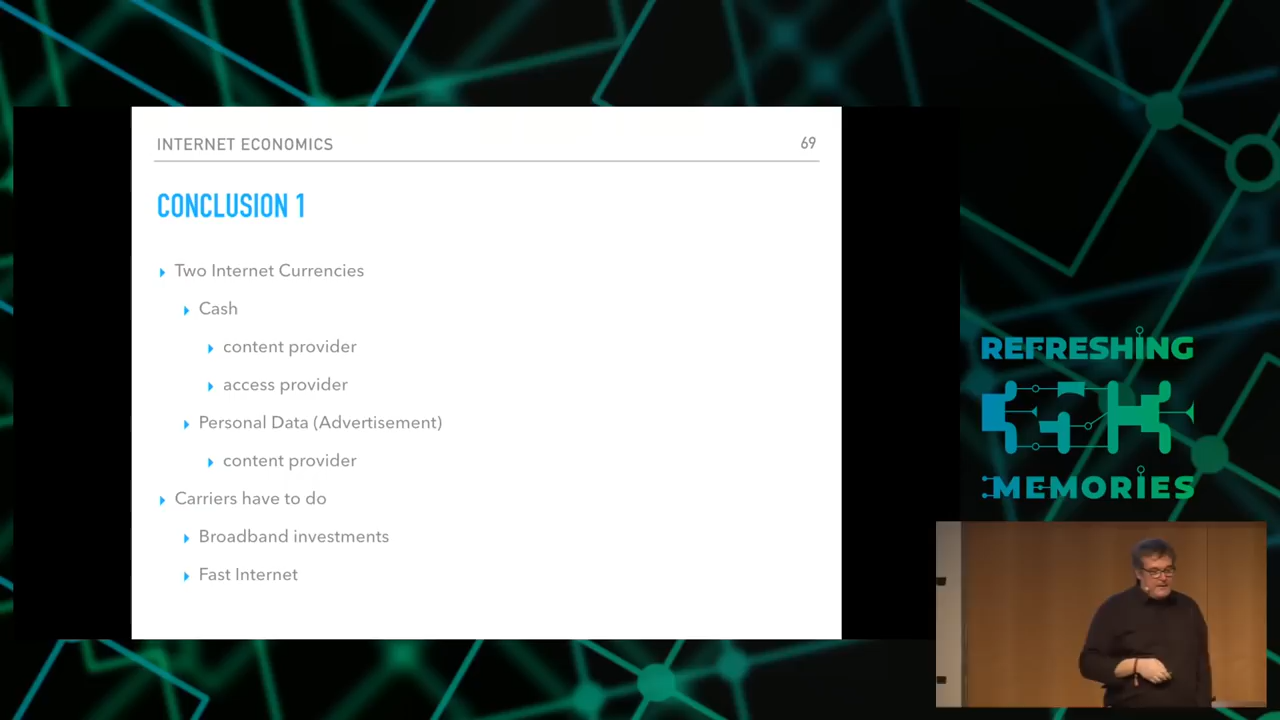 INTERNET ECONOMICS
69
CONCLUSION 1
Two Internet Currencies
Cash
content provider
access provider
Personal Data (Advertisement)
content provider
Carriers have to do
Broadband investments
Fast Internet
REFRESHING
MEMORIES